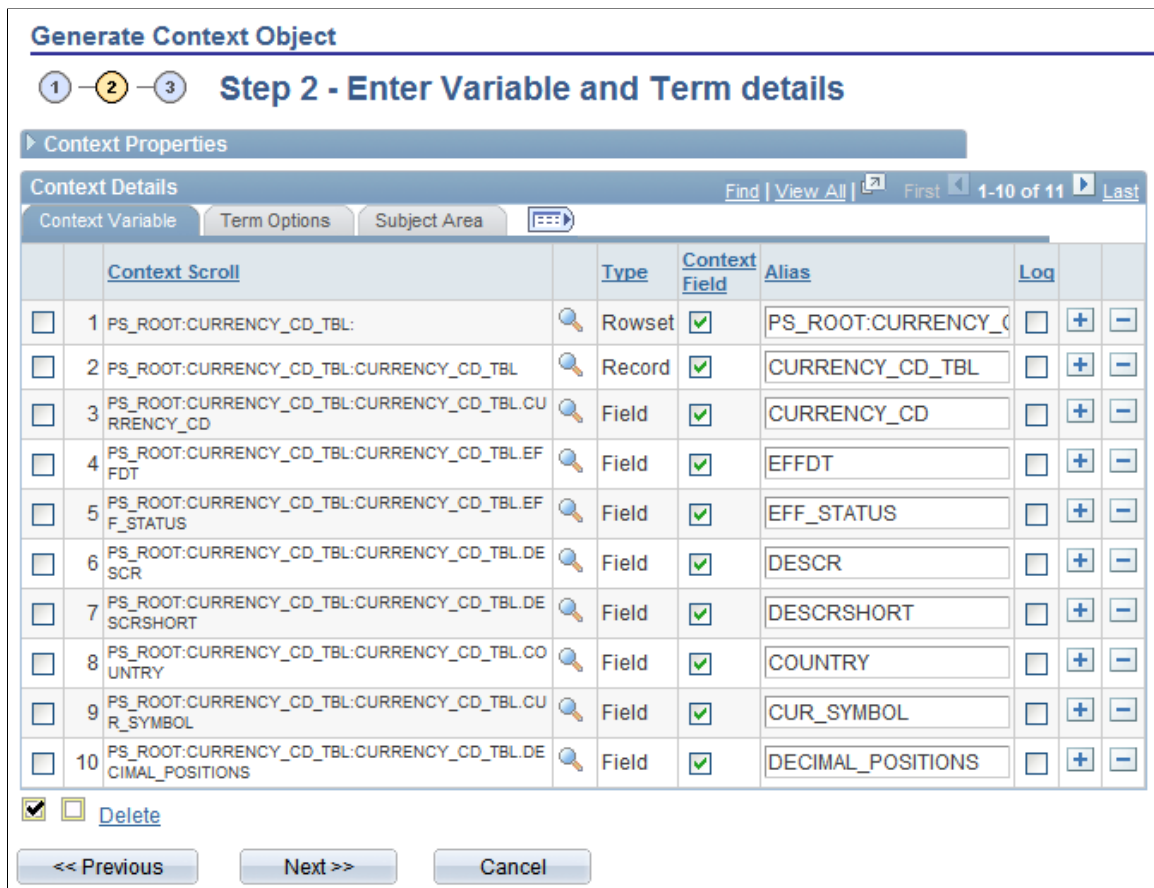 Generate Context Object
1 2 3 Step 2 - Enter Variable and Term details
Context Properties
Context Details Find | View All | First 1-10 of 11 Last
Context Variable Term Options Subject Area
Context Scroll Type Context Field Alias Log
1 PS_ROOT:CURRENCY_CD_TBL: Rowset PS_ROOT:CURRENCY_
2 PS_ROOT:CURRENCY_CD_TBL:CURRENCY_CD_TBL Record CURRENCY_CD_TBL
3 PS_ROOT:CURRENCY_CD_TBL:CURRENCY_CD_TBL.CU
RRENCY_CD Field CURRENCY_CD
4 PS_ROOT:CURRENCY_CD_TBL:CURRENCY_CD_TBL.EF
FDT Field EFFDT
5 PS_ROOT:CURRENCY_CD_TBL:CURRENCY_CD_TBL.EF
F_STATUS Field EFF_STATUS
6 PS_ROOT:CURRENCY_CD_TBL:CURRENCY_CD_TBL.DE
SCR Field DESCR
7 PS_ROOT:CURRENCY_CD_TBL:CURRENCY_CD_TBL.DE
SCRSHORT Field DESCRSHORT
8 PS_ROOT:CURRENCY_CD_TBL:CURRENCY_CD_TBL.CO
UNTRY Field COUNTRY
9 PS_ROOT:CURRENCY_CD_TBL:CURRENCY_CD_TBL.CU
R_SYMBOL Field CUR_SYMBOL
10 PS_ROOT:CURRENCY_CD_TBL:CURRENCY_CD_TBL.DE
CIMAL_POSITIONS Field DECIMAL_POSITIONS
Delete
<< Previous Next >> Cancel